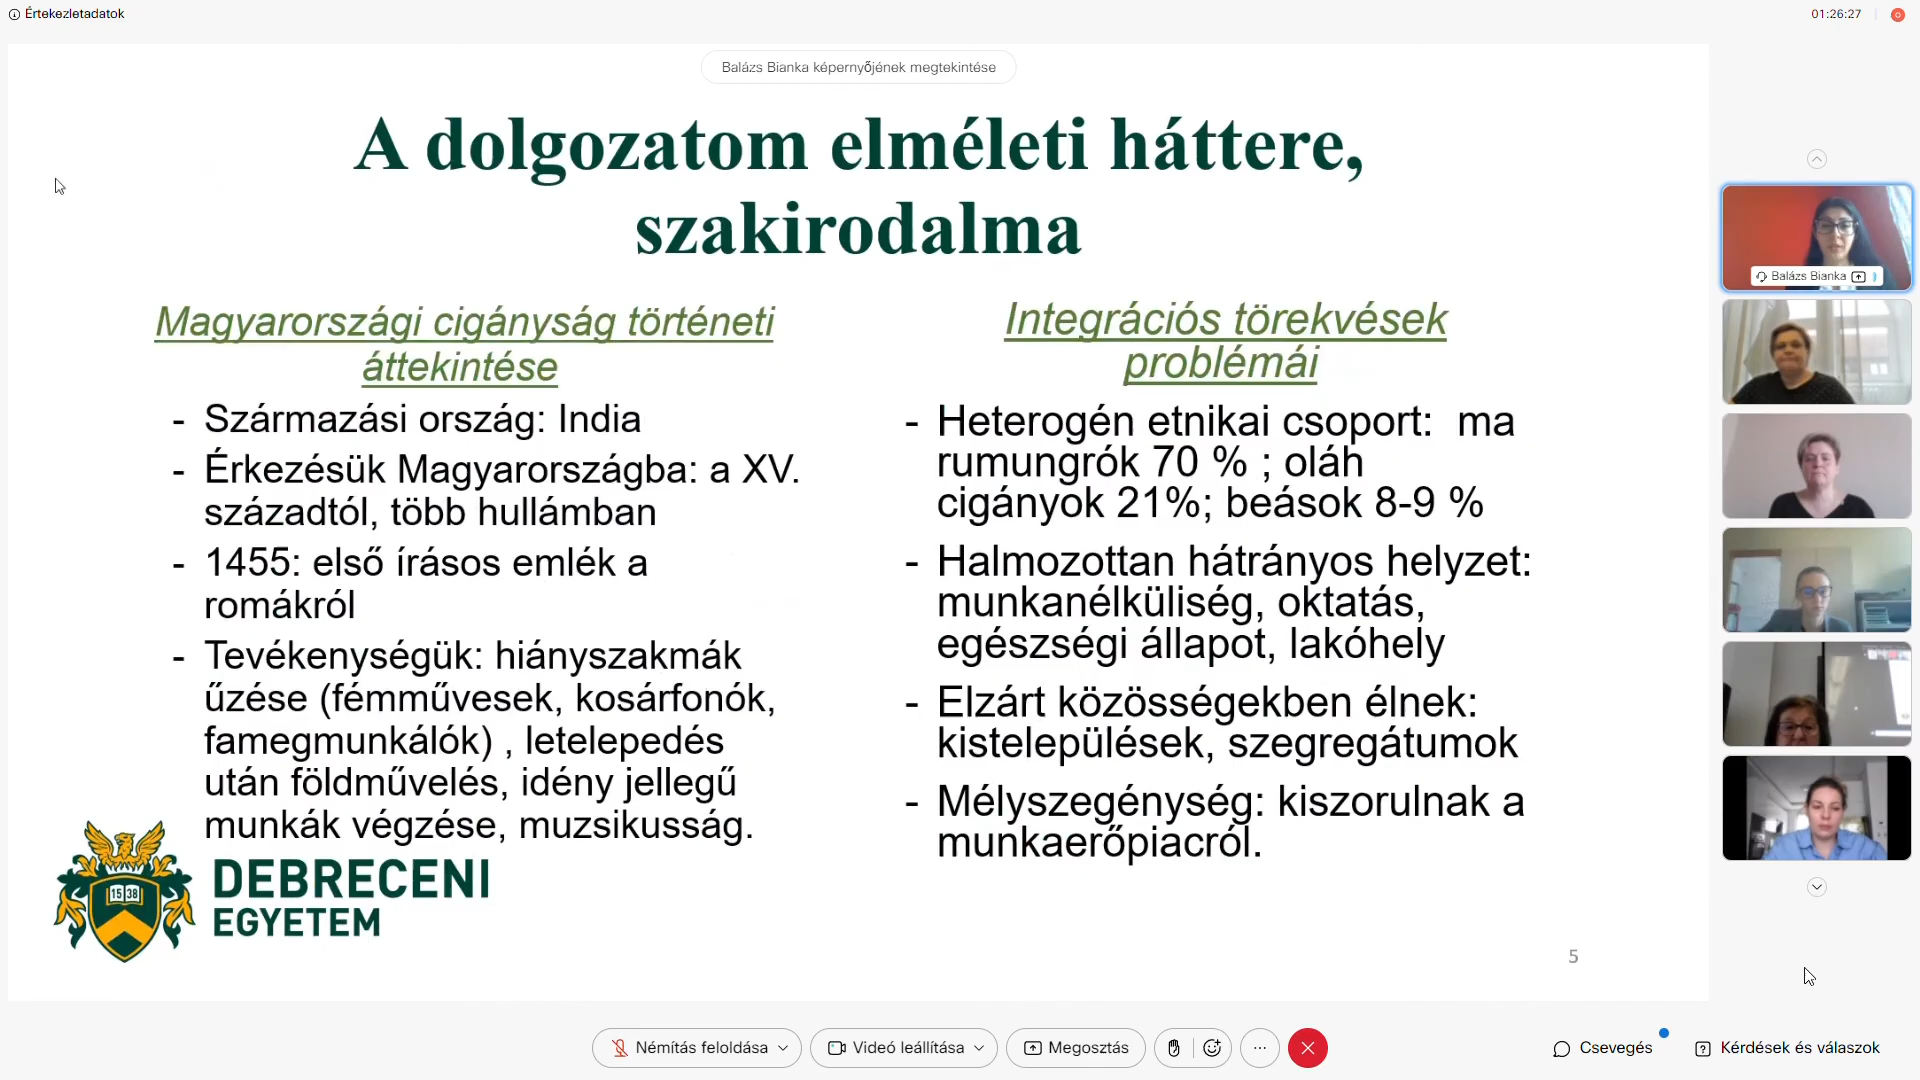 Értekezletadatok
01:26:27
Balázs Bianka képernyőjének megtekintése
A dolgozatom elméleti háttere,
szakirodalma
Magyarországi cigányság történeti
áttekintése
- Származási ország: India
- Érkezésük Magyarországba: a XV.
századtól, több hullámban
- 1455: első írásos emlék a
romákról
- Tevékenységük: hiányszakmák
űzése (fémművesek, kosárfonók,
famegmunkálók) , letelepedés
után földművelés, idény jellegű
munkák végzése, muzsikusság.
Integrációs törekvések
problémái
- Heterogén etnikai csoport: ma
rumungrók 70 % ; oláh
cigányok 21%; beások 8-9 %
- Halmozottan hátrányos helyzet:
munkanélküliség, oktatás,
egészségi állapot, lakóhely
- Elzárt közösségekben élnek:
kistelepülések, szegregátumok
- Mélyszegénység: kiszorulnak a
munkaerőpiacról.
15 38
DEBRECENI
EGYETEM
5
Balázs Bianka
Némítás feloldása
Videó leállítása
Megosztás
Csevegés
Kérdések és válaszok